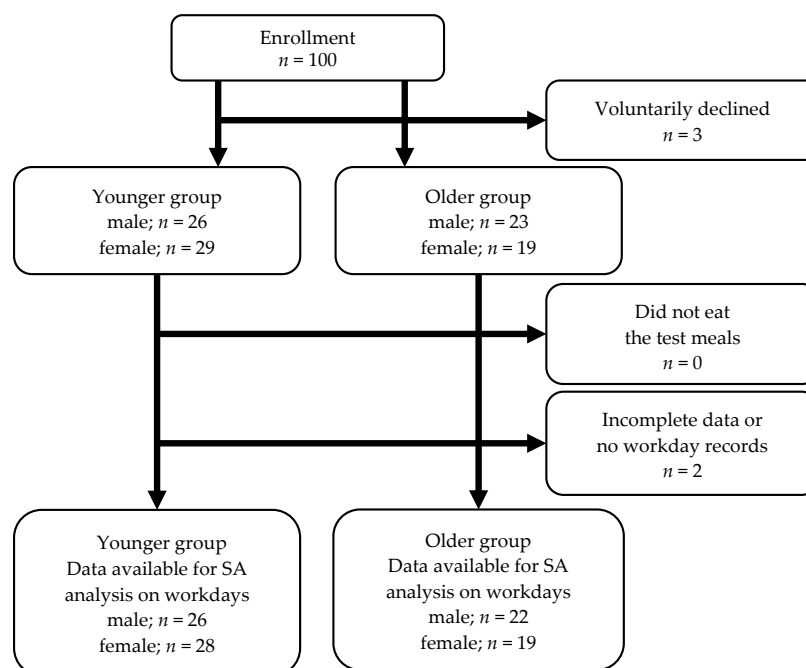 Enrollment
n = 100
Voluntarily declined
n = 3
Younger group
male; n = 26
female; n = 29
Older group
male; n = 23
female; n = 19
Did not eat
the test meals
n = 0
Incomplete data or
no workday records
n = 2
Younger group
Data available for SA
analysis on workdays
male; n = 26
female; n = 28
Older group
Data available for SA
analysis on workdays
male; n = 22
female; n = 19